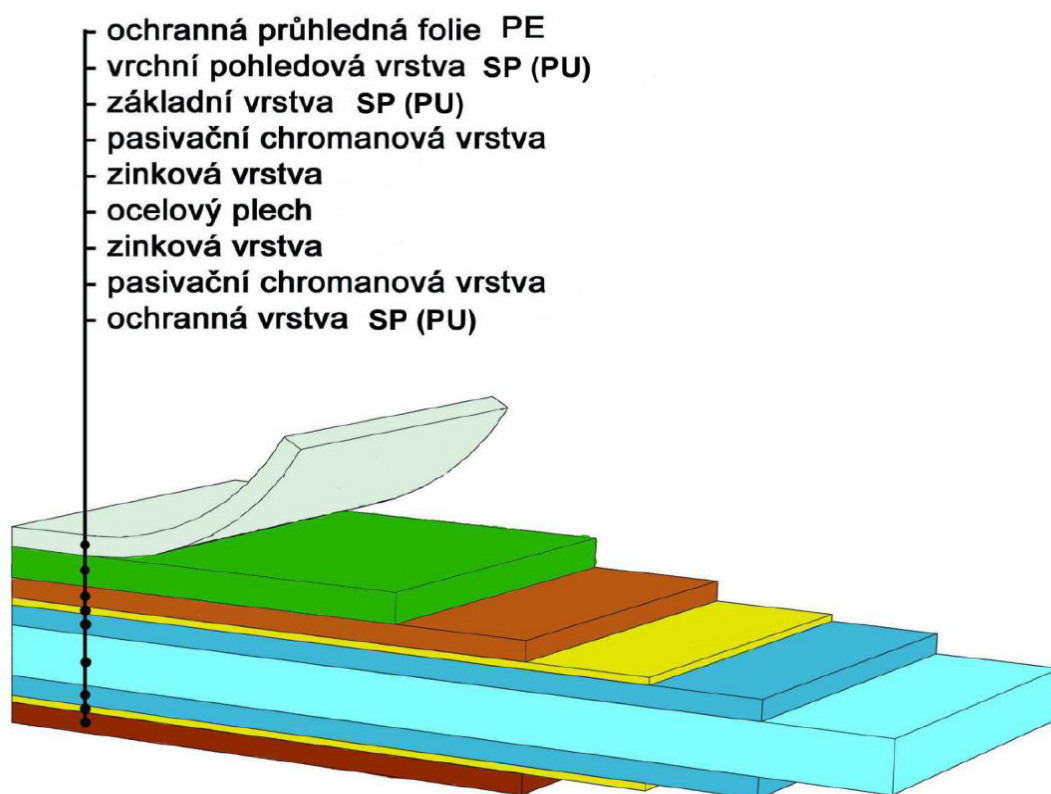 ochranná průhledná folie PE
vrchní pohledová vrstva SP (PU)
základní vrstva SP (PU)
pasivační chromanová vrstva
zinková vrstva
ocelový plech
zinková vrstva
pasivační chromanová vrstva
ochranná vrstva SP (PU)